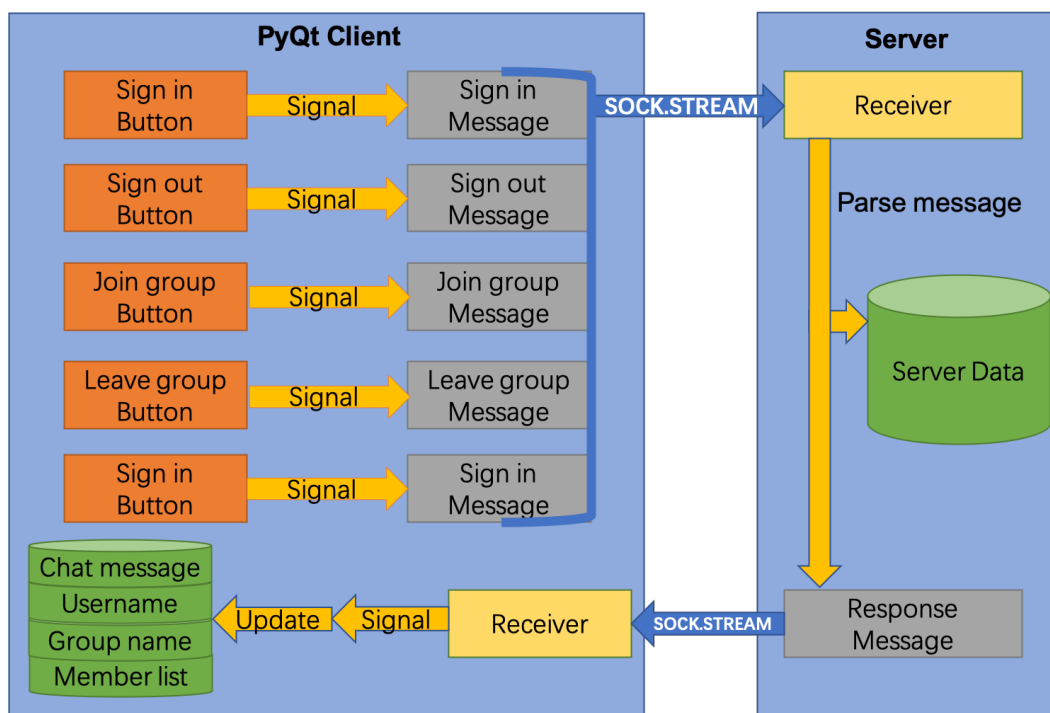 PyQt Client
Server
Sign in
Button
Signal
Sign in
Message
SOCK.STREAM
Receiver
Sign out
Button
Signal
Sign out
Message
Parse message
Join group
Button
Signal
Join group
Message
Server Data
Leave group
Button
Signal
Leave group
Message
Sign in
Button
Signal
Sign in
Message
Chat message
Username
Group name
Member list
Update
Signal
Receiver
SOCK.STREAM
Response
Message